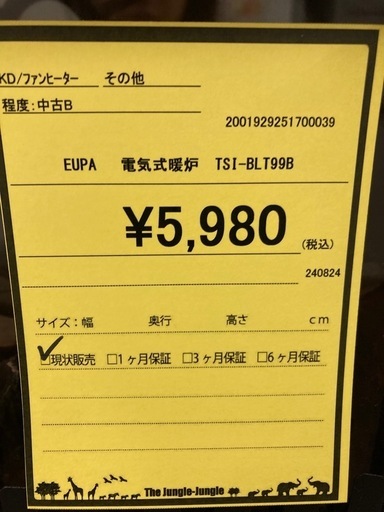 KD/ファンヒーター その他
程度:中古B
2001929251700039
EUPA 電気式暖炉 TSI-BLT99B
¥5,980 (税込)
240824
サイズ:幅 奥行 高さ cm
☑現状販売 □1ヶ月保証 □3ヶ月保証 □6ヶ月保証
The Jungle-Jungle